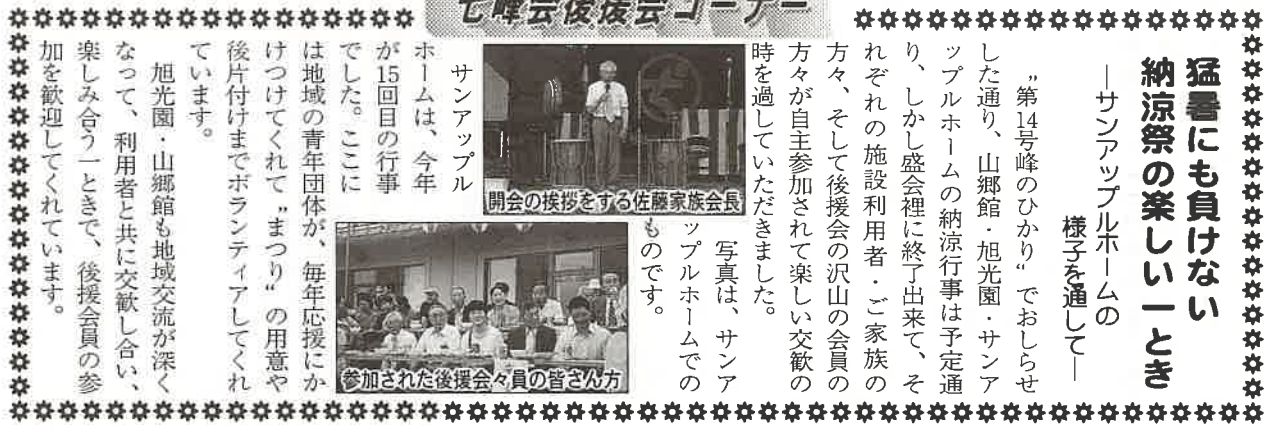 七峰会後援会コーナー
猛暑にも負けない
納涼祭の楽しい一とき
―サンアップルホームの
様子を通して―
〝第14号峰のひかり〟でおしらせ
した通り、山郷館・旭光園・サンア
ップルホームの納涼行事は予定通
り、しかし盛会裡に終了出来て、そ
れぞれの施設利用者・ご家族の
方々、そして後援会の沢山の会員の
方々が自主参加されて楽しい交歓の
時を過していただきました。
写真は、サンア
ップルホームでの
ものです。
開会の挨拶をする佐藤家族会長
参加された後援会々員の皆さん方
サンアップル
ホームは、今年
が15回目の行事
でした。ここに
は地域の青年団体が、毎年応援にか
けつけてくれて〝まつり〟の用意や
後片付けまでボランティアしてくれ
ています。
旭光園・山郷館も地域交流が深く
なって、利用者と共に交歓し合い、
楽しみ合う一ときで、後援会員の参
加を歓迎してくれています。